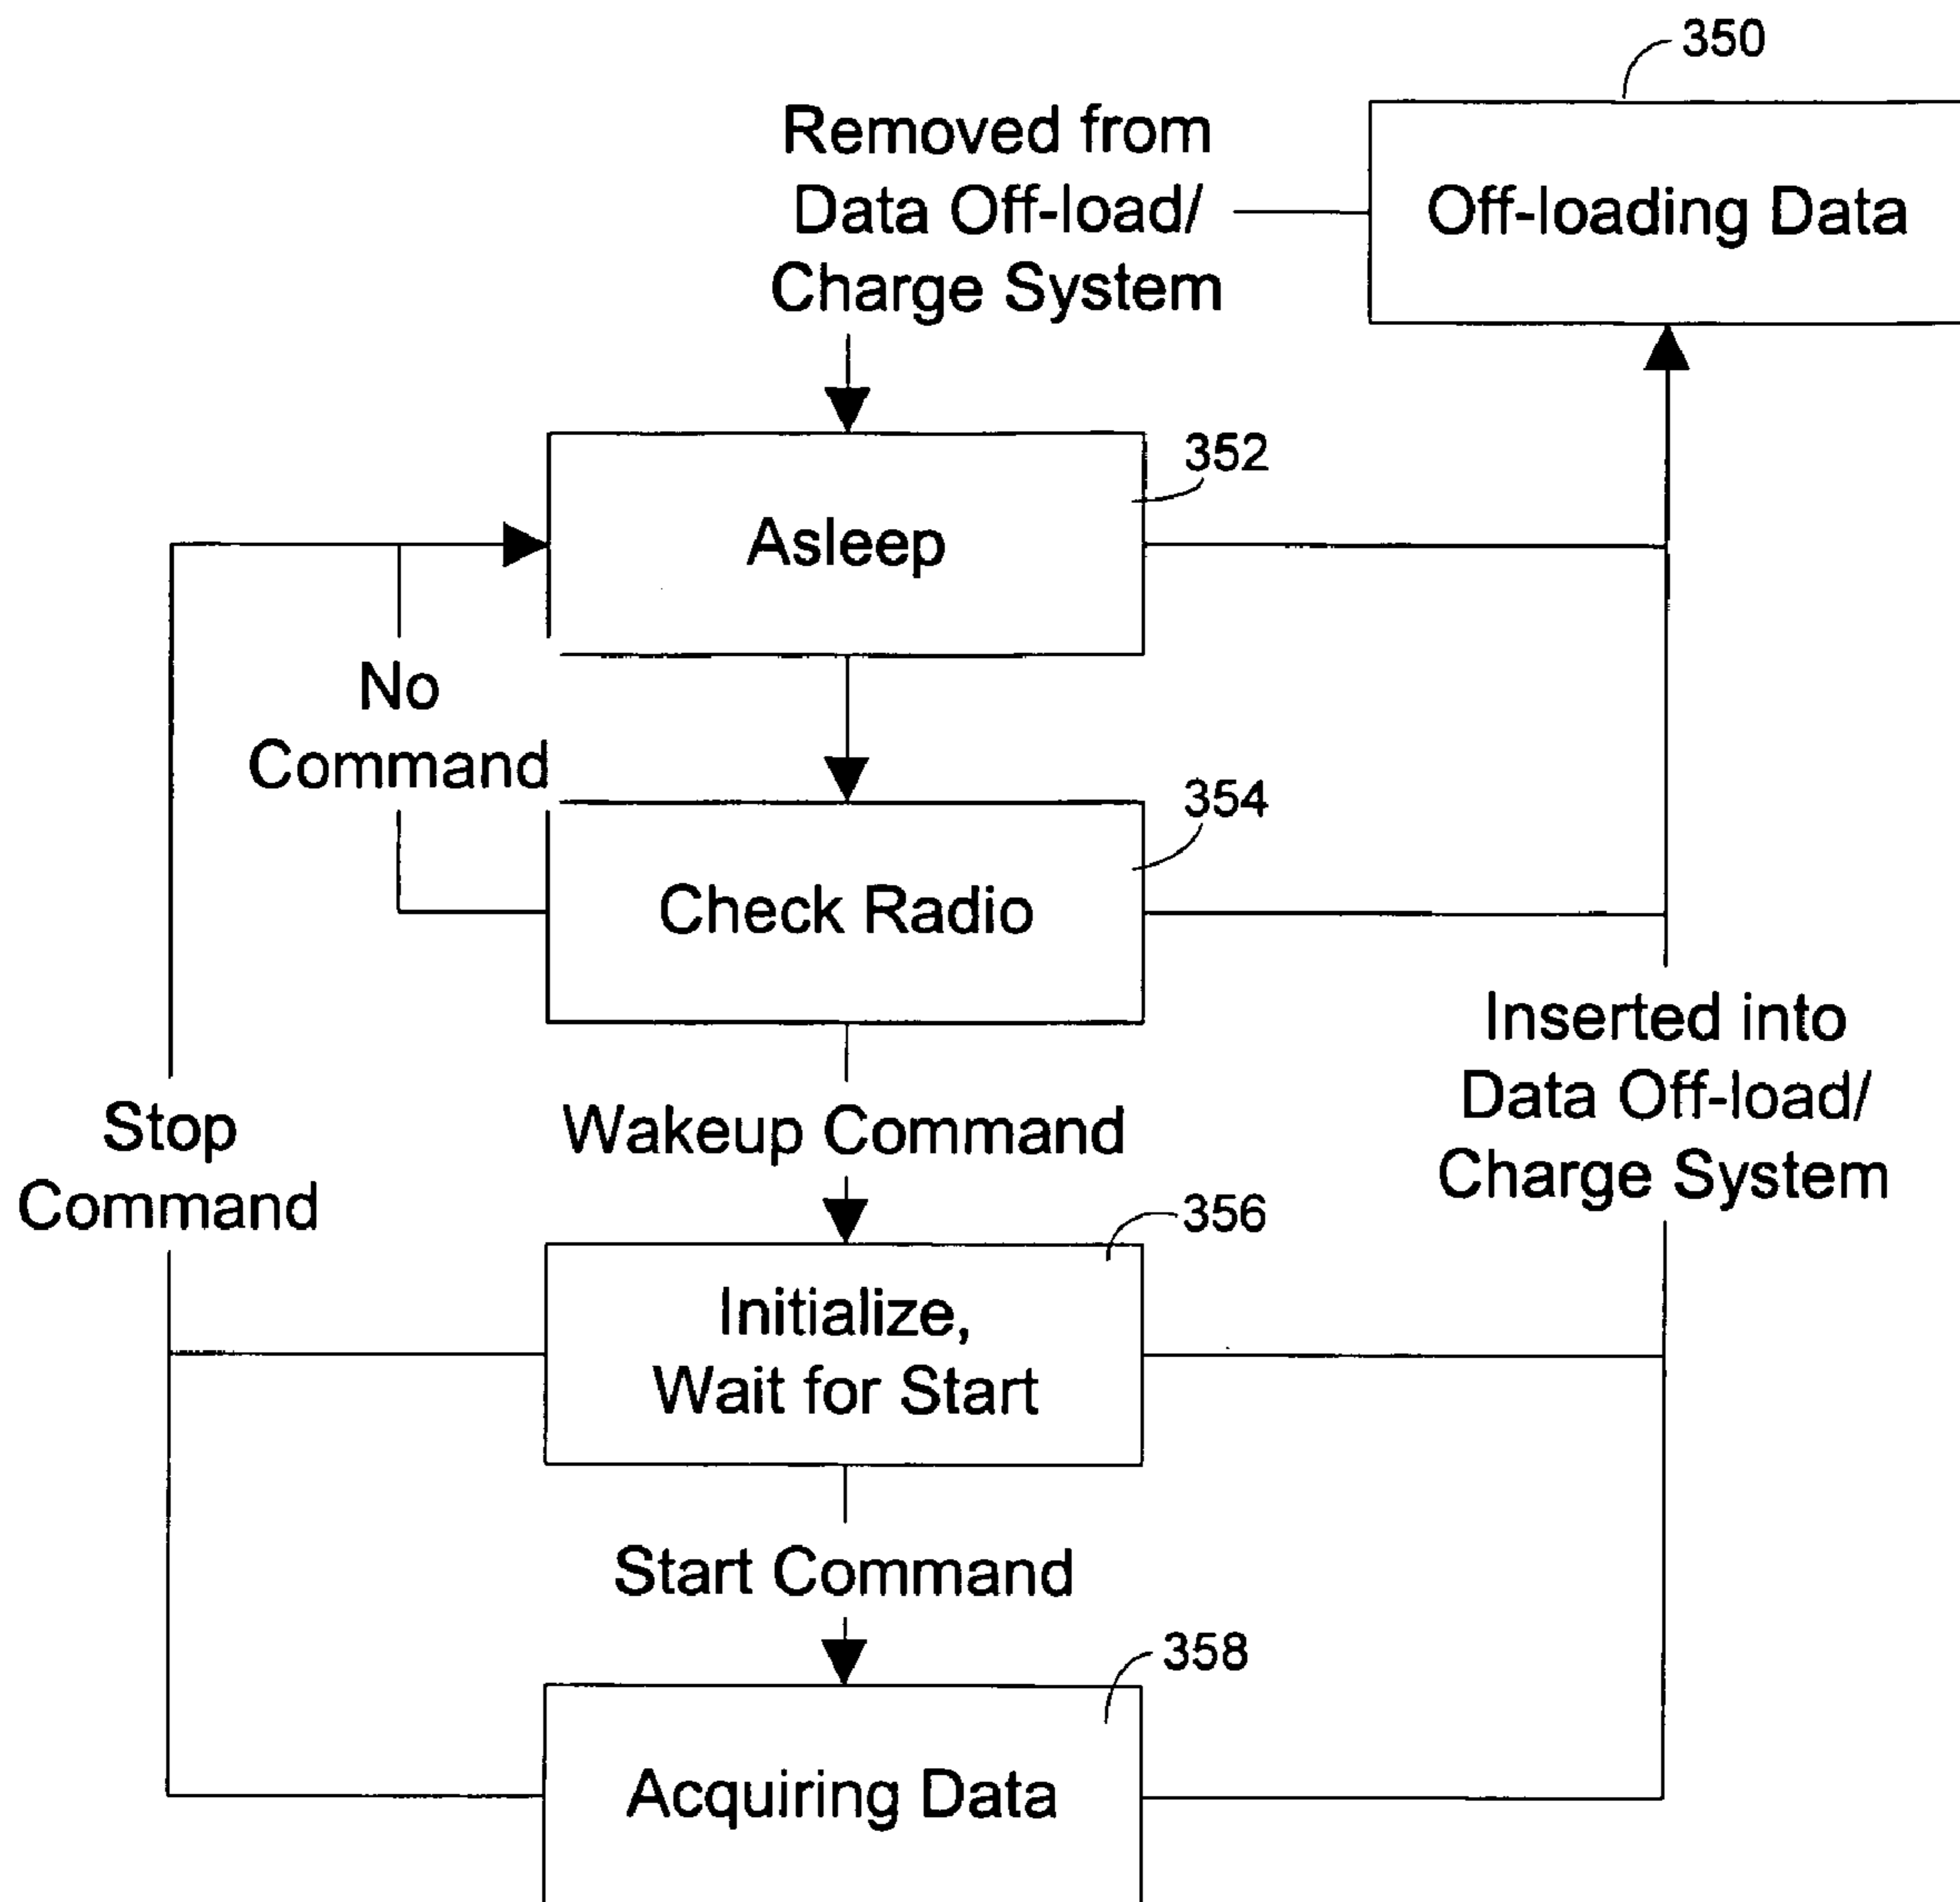 350
Removed from
Data Off-load/
Charge System
Off-loading Data
352
Asleep
No
Command
354
Check Radio
Inserted into
Data Off-load/
Charge System
Stop
Command
Wakeup Command
356
Initialize,
Wait for Start
Start Command
358
Acquiring Data